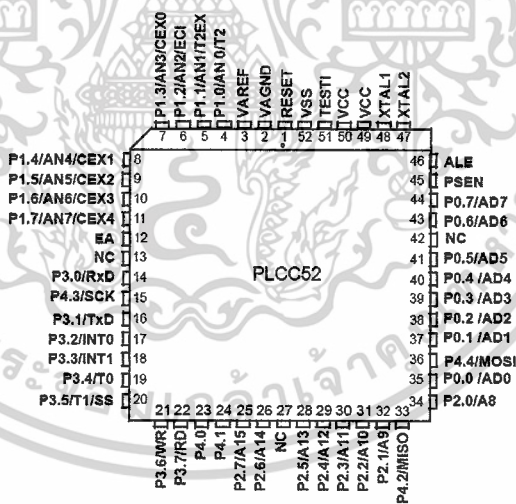 P1.3/AN3/CEX0
P1.2/AN2/ECI
P1.1/AN1/T2EX
P1.0/AN 0/T2
VAREF
VAGND
RESET
VSS
TESTI
VCC
VCC
XTAL1
XTAL2
7 6 5 4 3 2 1 52 51 50 49 48 47
P1.4/AN4/CEX1 8
P1.5/AN5/CEX2 9
P1.6/AN6/CEX3 10
P1.7/AN7/CEX4 11
EA 12
NC 13
P3.0/RxD 14
P4.3/SCK 15
P3.1/TxD 16
P3.2/INT0 17
P3.3/INT1 18
P3.4/T0 19
P3.5/T1/SS 20
PLCC52
46 ALE
45 PSEN
44 P0.7/AD7
43 P0.6/AD6
42 NC
41 P0.5/AD5
40 P0.4 /AD4
39 P0.3 /AD3
38 P0.2 /AD2
37 P0.1 /AD1
36 P4.4/MOSI
35 P0.0 /AD0
34 P2.0/A8
21 22 23 24 25 26 27 28 29 30 31 32 33
P3.6/WR
P3.7/RD
P4.0
P4.1
P2.7/A15
P2.6/A14
NC
P2.5/A13
P2.4/A12
P2.3/A11
P2.2/A10
P2.1/A9
P4.2/MISO